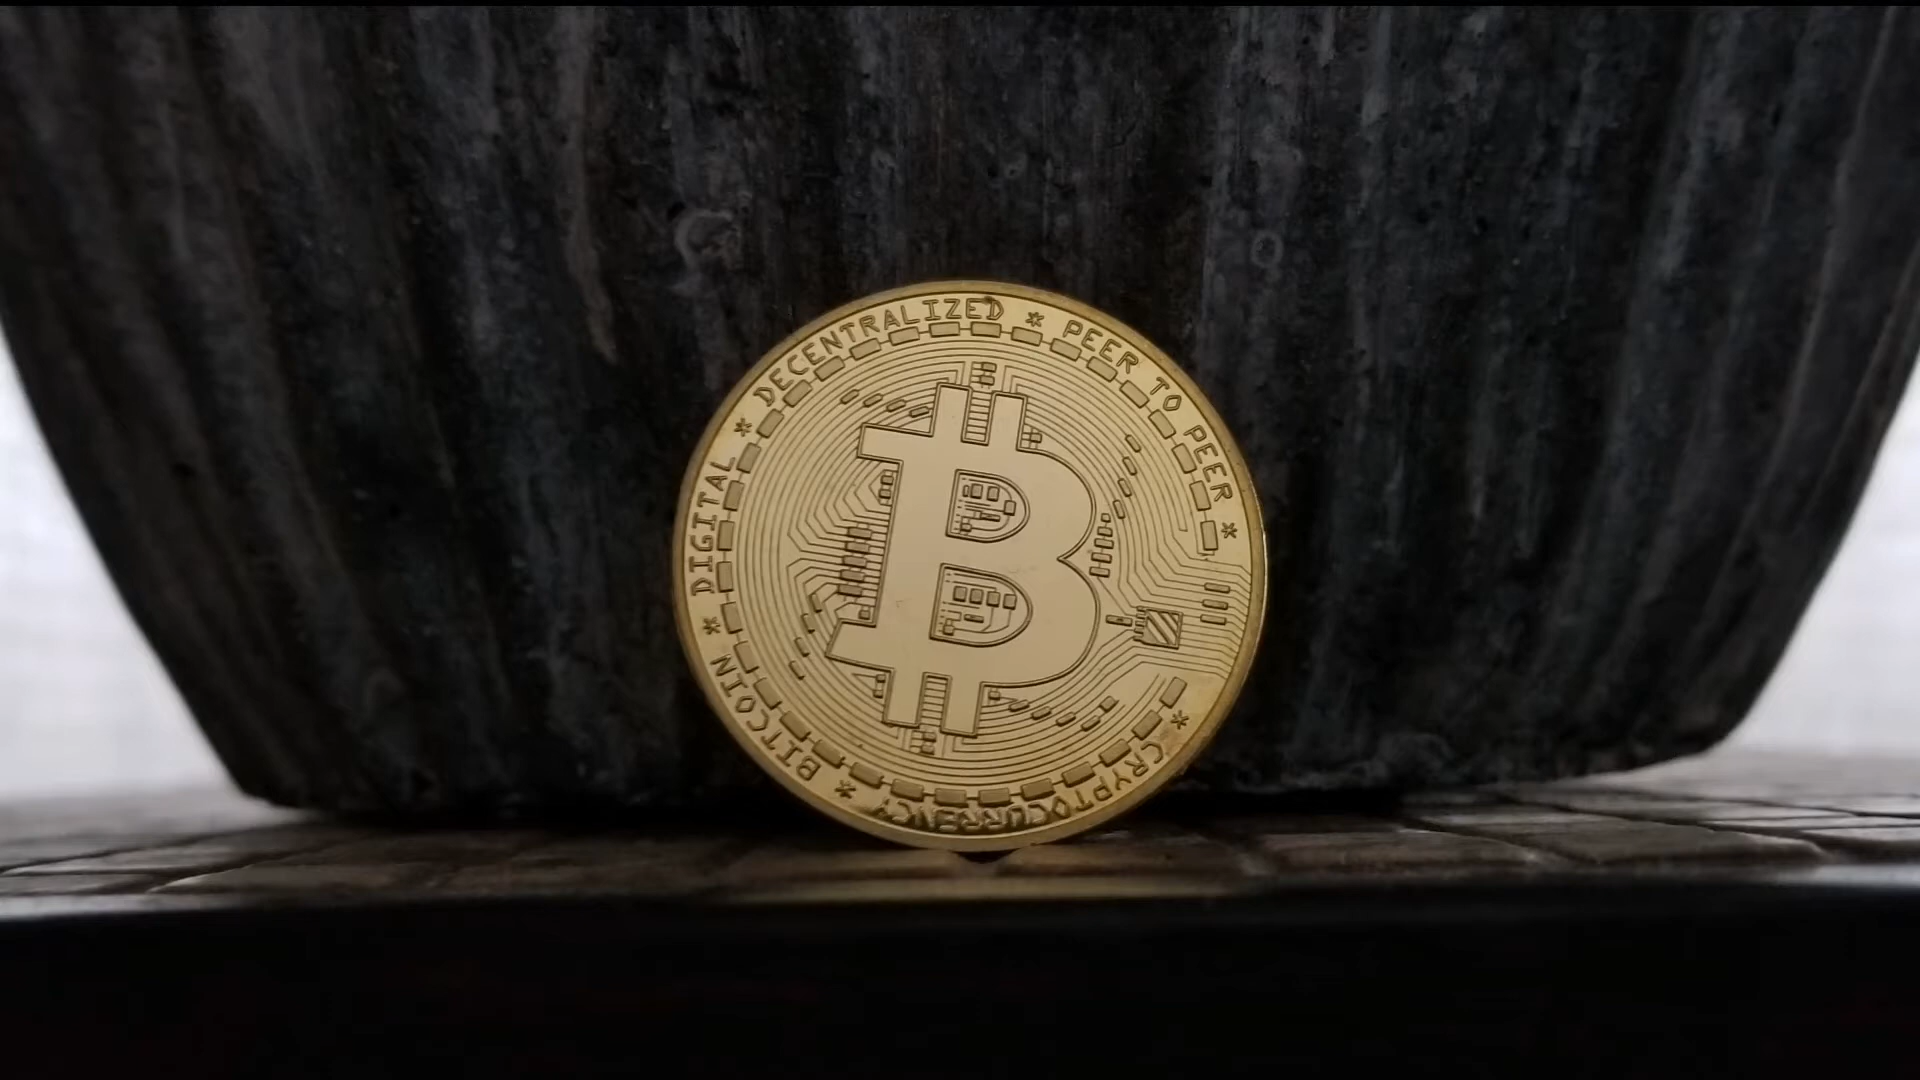 * DECENTRALIZED * PEER TO PEER * CRYPTOCURRENCY * BITCOIN * DIGITAL